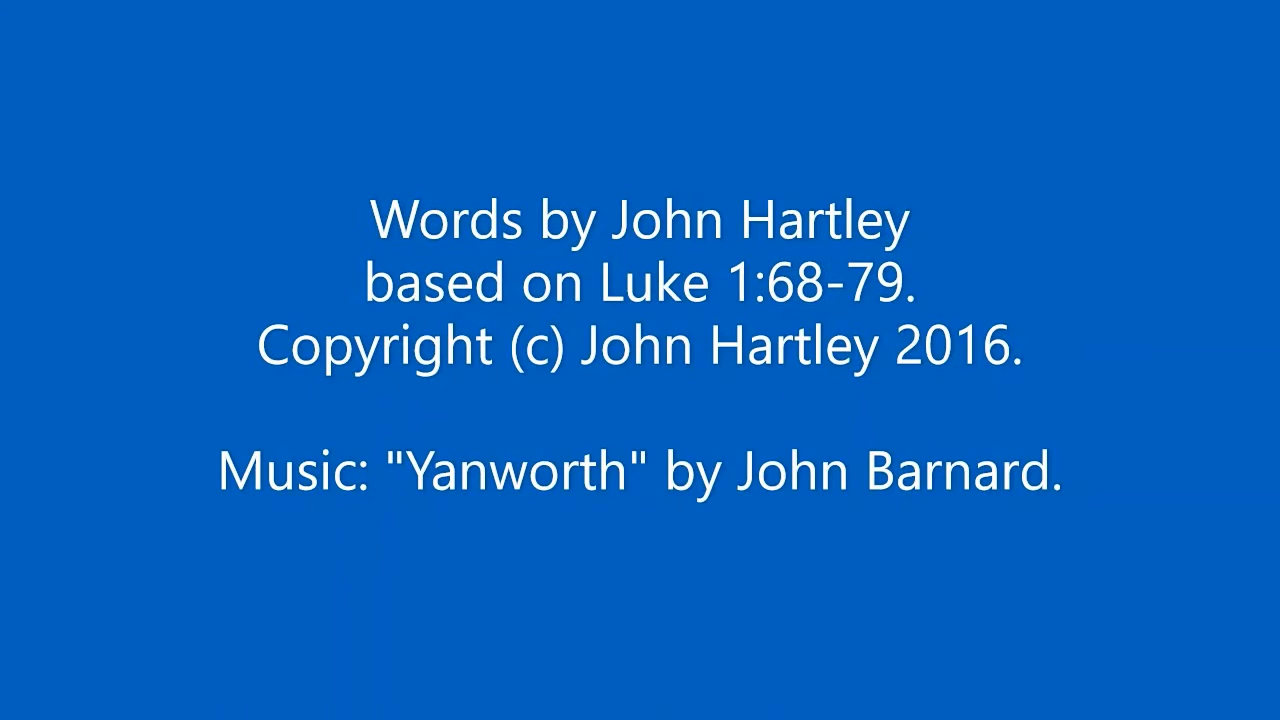 Words by John Hartley
based on Luke 1:68-79.
Copyright (c) John Hartley 2016.
Music: "Yanworth" by John Barnard.